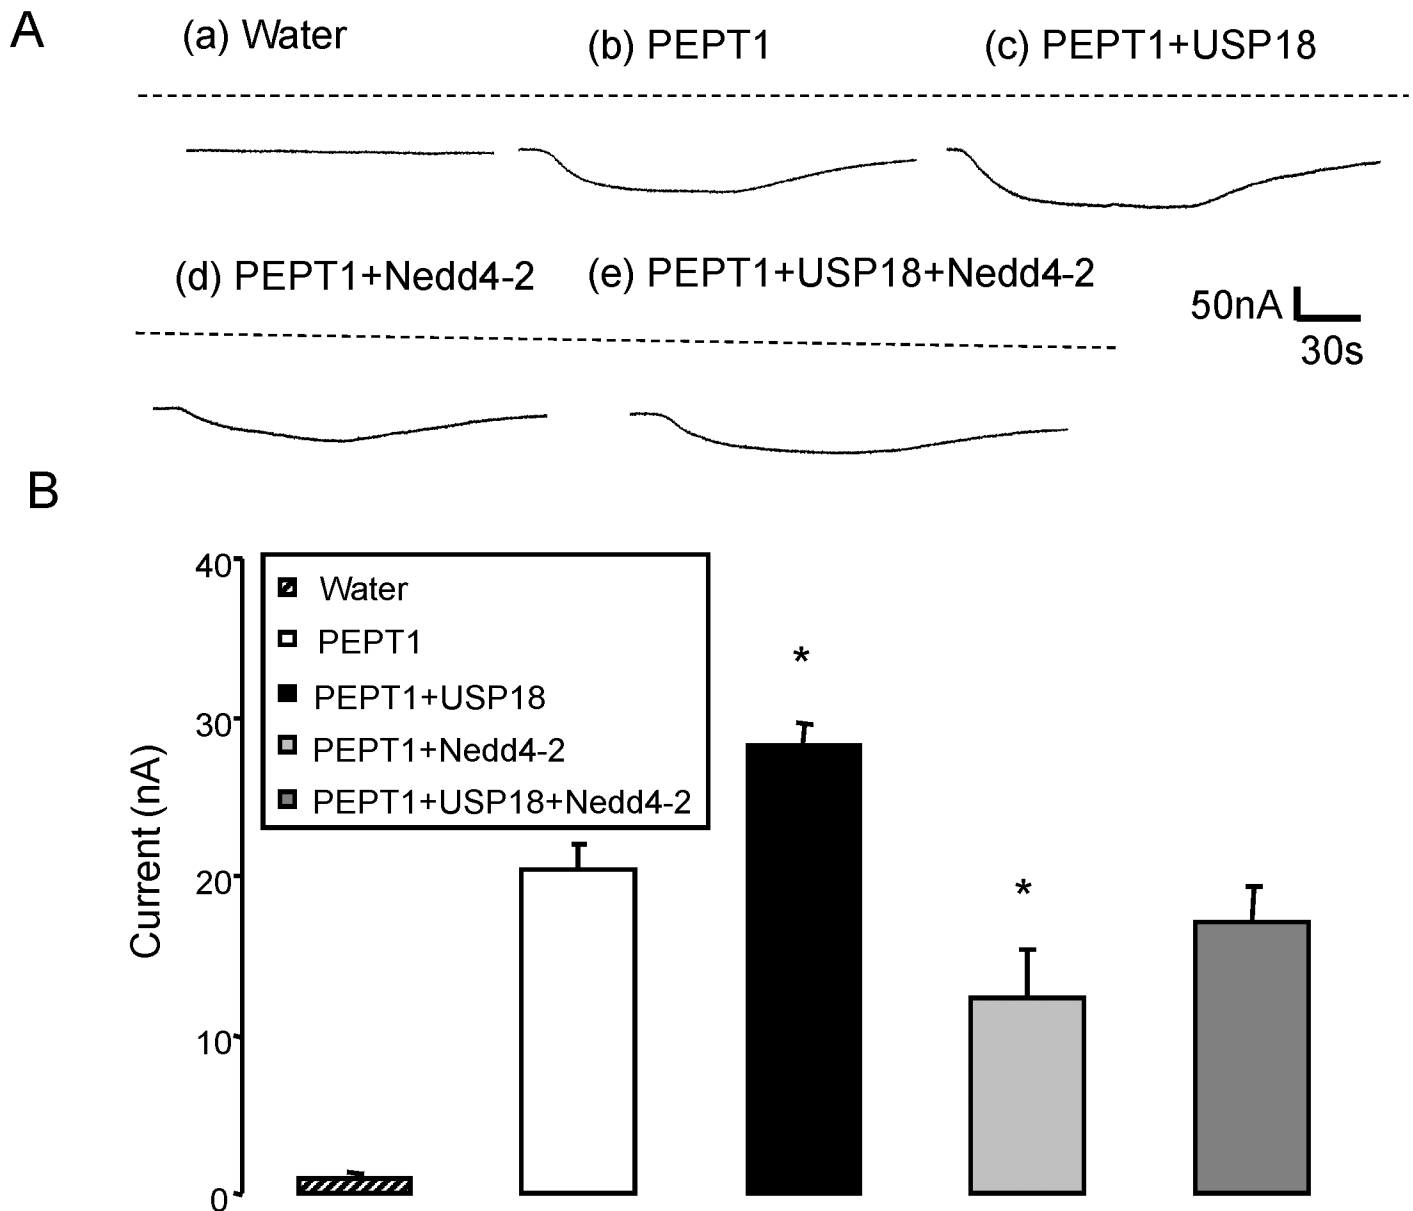 A
(a) Water
(b) PEPT1
(c) PEPT1+USP18
(d) PEPT1+Nedd4-2
(e) PEPT1+USP18+Nedd4-2
50nA
30s
B
Current (nA)
40
30
20
10
0
Water
PEPT1
PEPT1+USP18
PEPT1+Nedd4-2
PEPT1+USP18+Nedd4-2
*
*